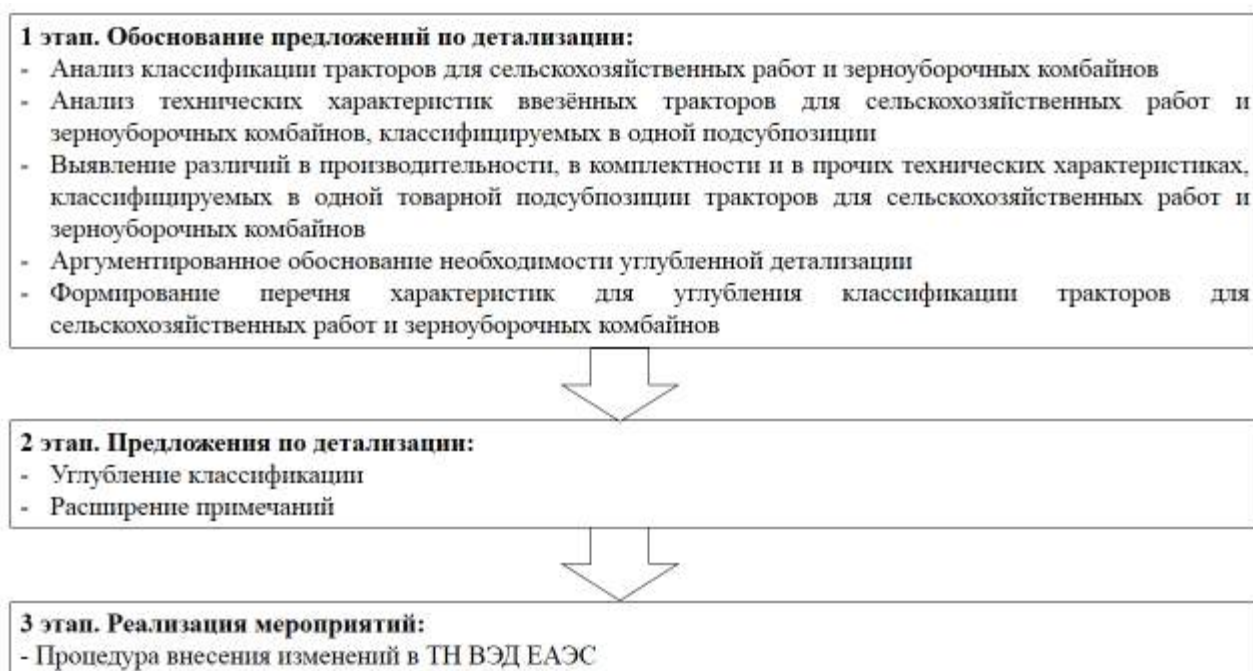 1 этап. Обоснование предложений по детализации:
- Анализ классификации тракторов для сельскохозяйственных работ и зерноуборочных комбайнов
- Анализ технических характеристик ввезённых тракторов для сельскохозяйственных работ и
зерноуборочных комбайнов, классифицируемых в одной подсубпозиции
- Выявление различий в производительности, в комплектности и в прочих технических характеристиках,
классифицируемых в одной товарной подсубпозиции тракторов для сельскохозяйственных работ и
зерноуборочных комбайнов
- Аргументированное обоснование необходимости углубленной детализации
- Формирование перечня характеристик для углубления классификации тракторов для
сельскохозяйственных работ и зерноуборочных комбайнов
2 этап. Предложения по детализации:
- Углубление классификации
- Расширение примечаний
3 этап. Реализация мероприятий:
- Процедура внесения изменений в ТН ВЭД ЕАЭС